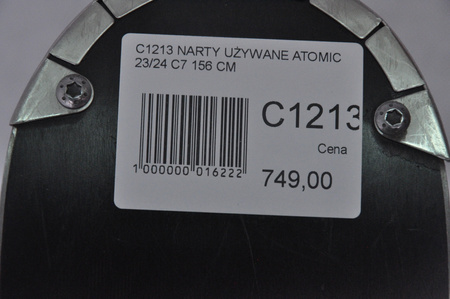 C1213 NARTY UŻYWANE ATOMIC
23/24 C7 156 CM
C1213
Cena
1 000000 016222
749,00